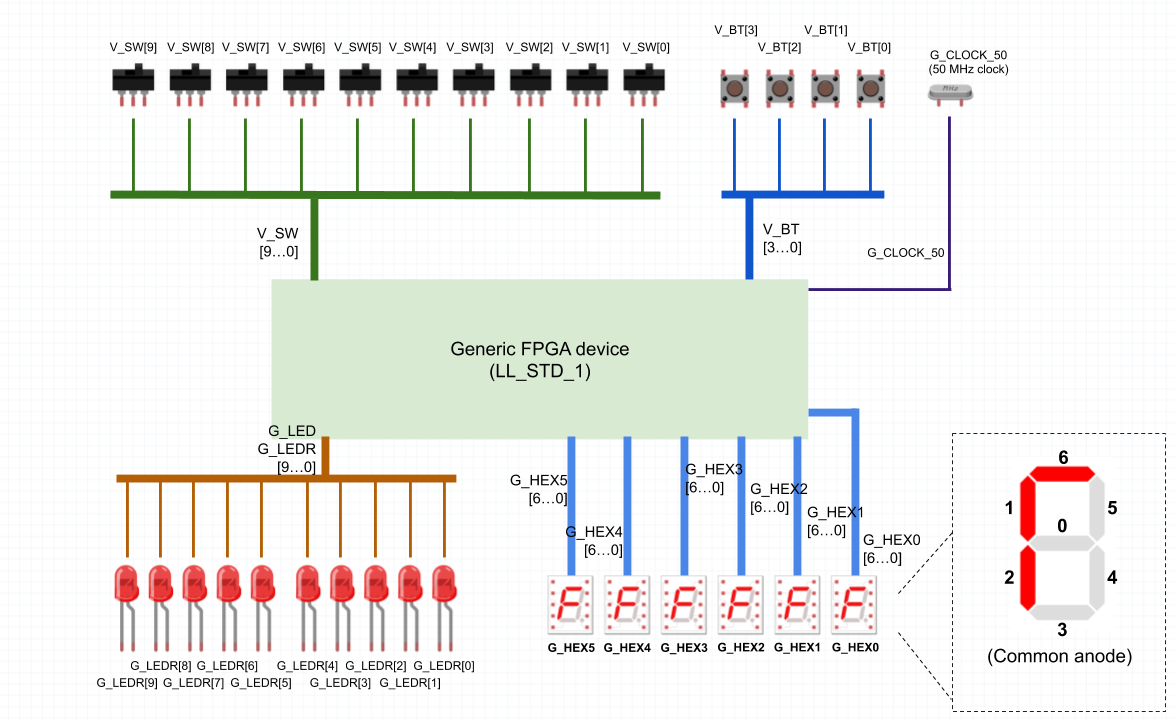 V_SW[9] V_SW[8] V_SW[7] V_SW[6] V_SW[5] V_SW[4] V_SW[3] V_SW[2] V_SW[1] V_SW[0]
V_BT[3] V_BT[1]
V_BT[2] V_BT[0]
G_CLOCK_50
(50 MHz clock)
MHz
V_SW
[9...0]
V_BT
[3...0]
G_CLOCK_50
Generic FPGA device
(LL_STD_1)
G_LED
G_LEDR
[9...0]
G_HEX5
[6...0]
G_HEX4
[6...0]
G_HEX3
[6...0]
G_HEX2
[6...0]
G_HEX1
[6...0]
G_HEX0
[6...0]
G_HEX5 G_HEX4 G_HEX3 G_HEX2 G_HEX1 G_HEX0
G_LEDR[8] G_LEDR[6] G_LEDR[4] G_LEDR[2] G_LEDR[0]
G_LEDR[9] G_LEDR[7] G_LEDR[5] G_LEDR[3] G_LEDR[1]
6
1 5
0
2 4
3
(Common anode)